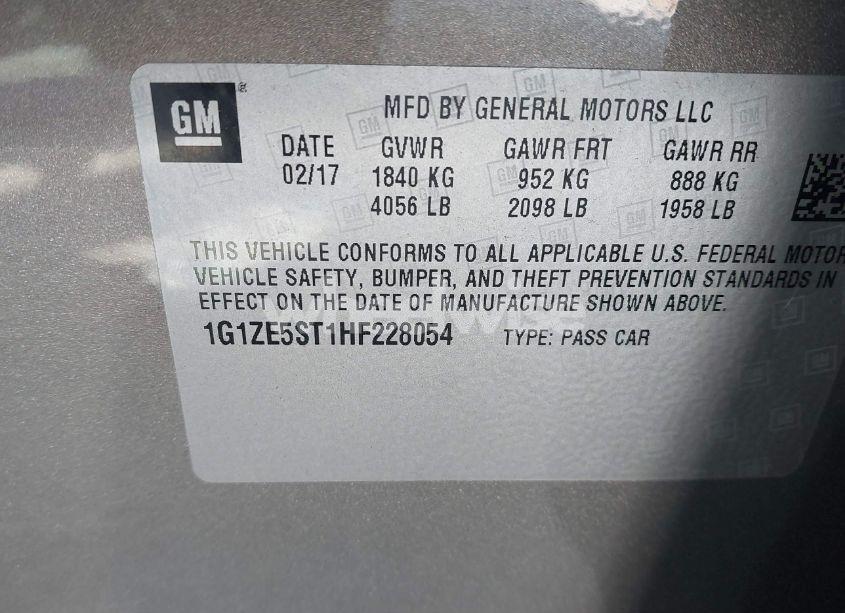 GM
MFD BY GENERAL MOTORS LLC
DATE GVWR GAWR FRT GAWR RR
02/17 1840 KG 952 KG 888 KG
4056 LB 2098 LB 1958 LB
THIS VEHICLE CONFORMS TO ALL APPLICABLE U.S. FEDERAL MOTOR
VEHICLE SAFETY, BUMPER, AND THEFT PREVENTION STANDARDS IN
EFFECT ON THE DATE OF MANUFACTURE SHOWN ABOVE.
1G1ZE5ST1HF228054 TYPE: PASS CAR